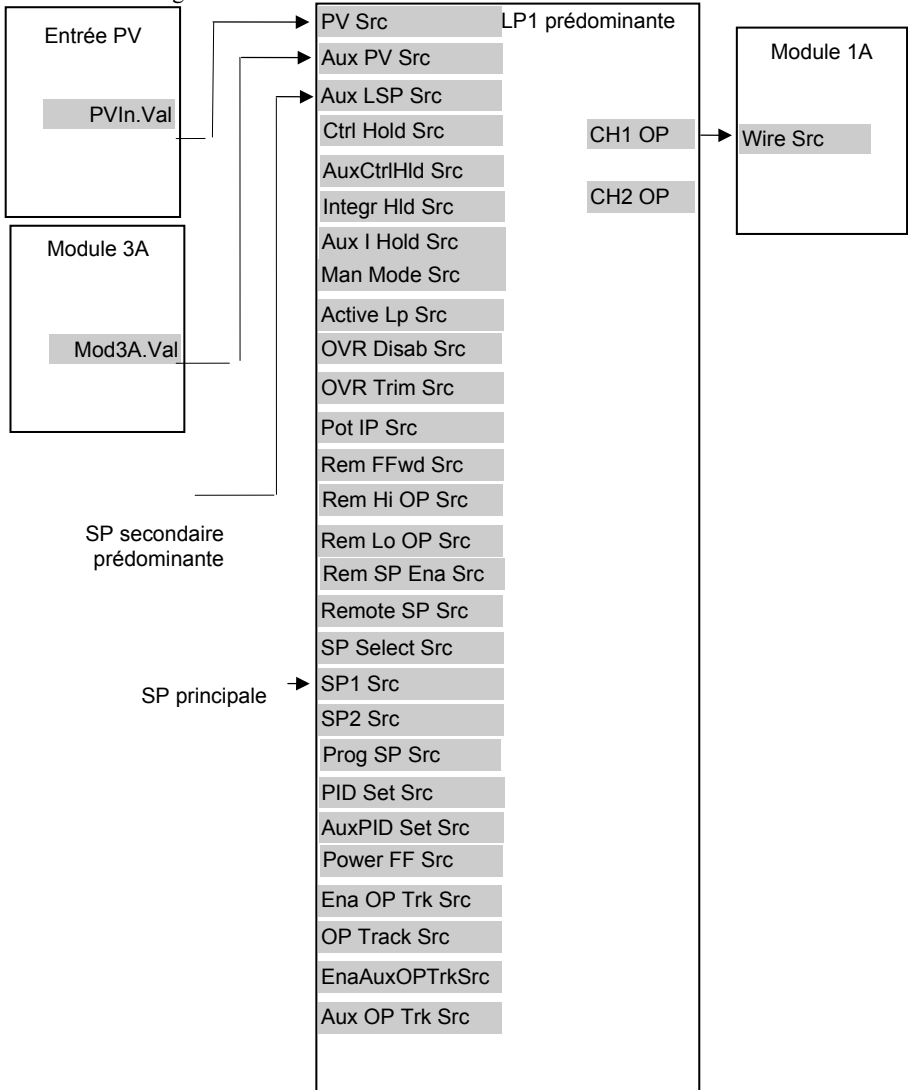 Entrée PV
PVIn.Val
Module 3A
Mod3A.Val
SP secondaire
prédominante
SP principale
LP1 prédominante
PV Src
Aux PV Src
Aux LSP Src
Ctrl Hold Src
AuxCtrlHld Src
Integr Hld Src
Aux I Hold Src
Man Mode Src
Active Lp Src
OVR Disab Src
OVR Trim Src
Pot IP Src
Rem FFwd Src
Rem Hi OP Src
Rem Lo OP Src
Rem SP Ena Src
Remote SP Src
SP Select Src
SP1 Src
SP2 Src
Prog SP Src
PID Set Src
AuxPID Set Src
Power FF Src
Ena OP Trk Src
OP Track Src
EnaAuxOPTrkSrc
Aux OP Trk Src
CH1 OP
CH2 OP
Module 1A
Wire Src